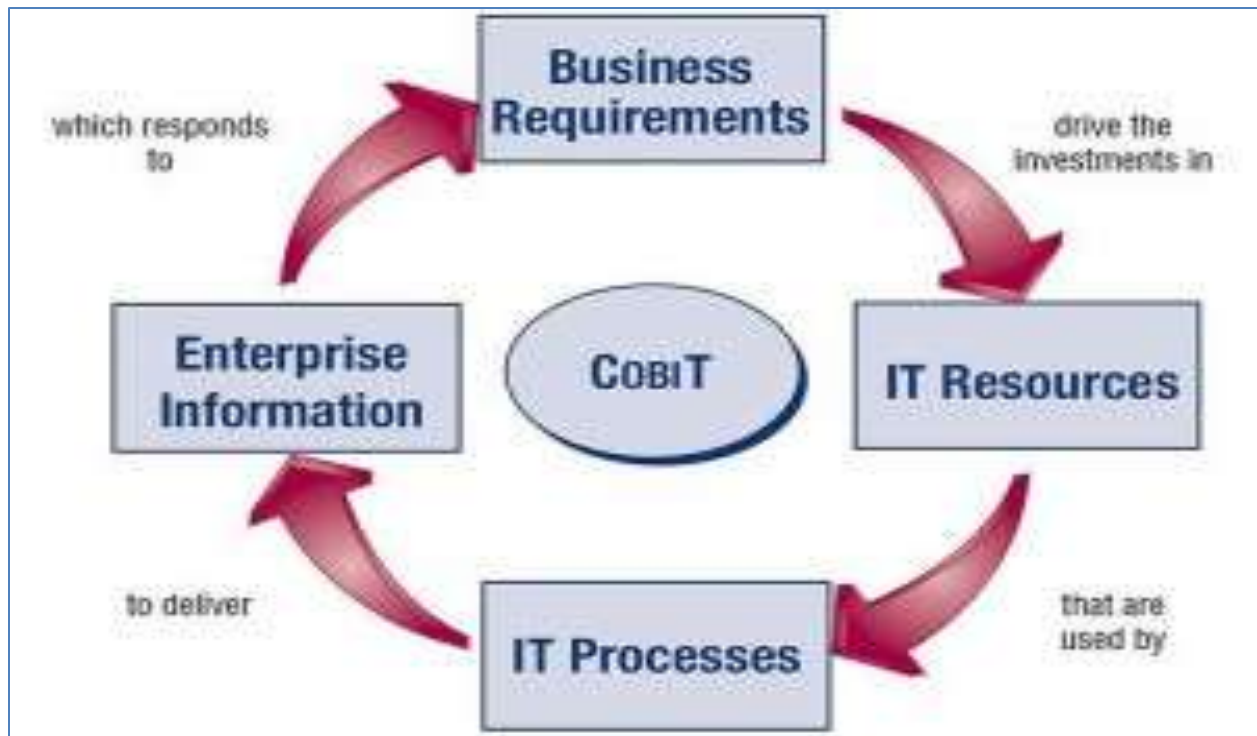 Business
Requirements
which responds
to
drive the
investments in
Enterprise
Information
COBIT
IT Resources
to deliver
IT Processes
that are
used by